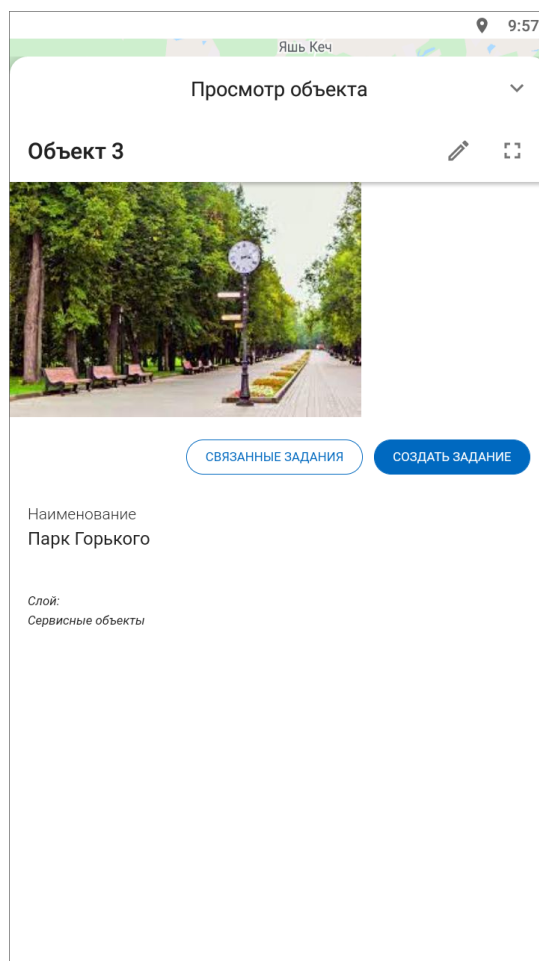 9:57
Яшь Кеч
Просмотр объекта
Объект 3
СВЯЗАННЫЕ ЗАДАНИЯ
СОЗДАТЬ ЗАДАНИЕ
Наименование
Парк Горького
Слой:
Сервисные объекты